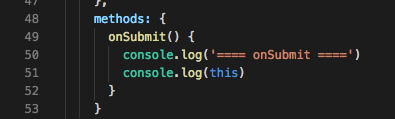 47 },
48 methods: {
49 onSubmit() {
50 console.log('==== onSubmit ====')
51 console.log(this)
52 }
53 }